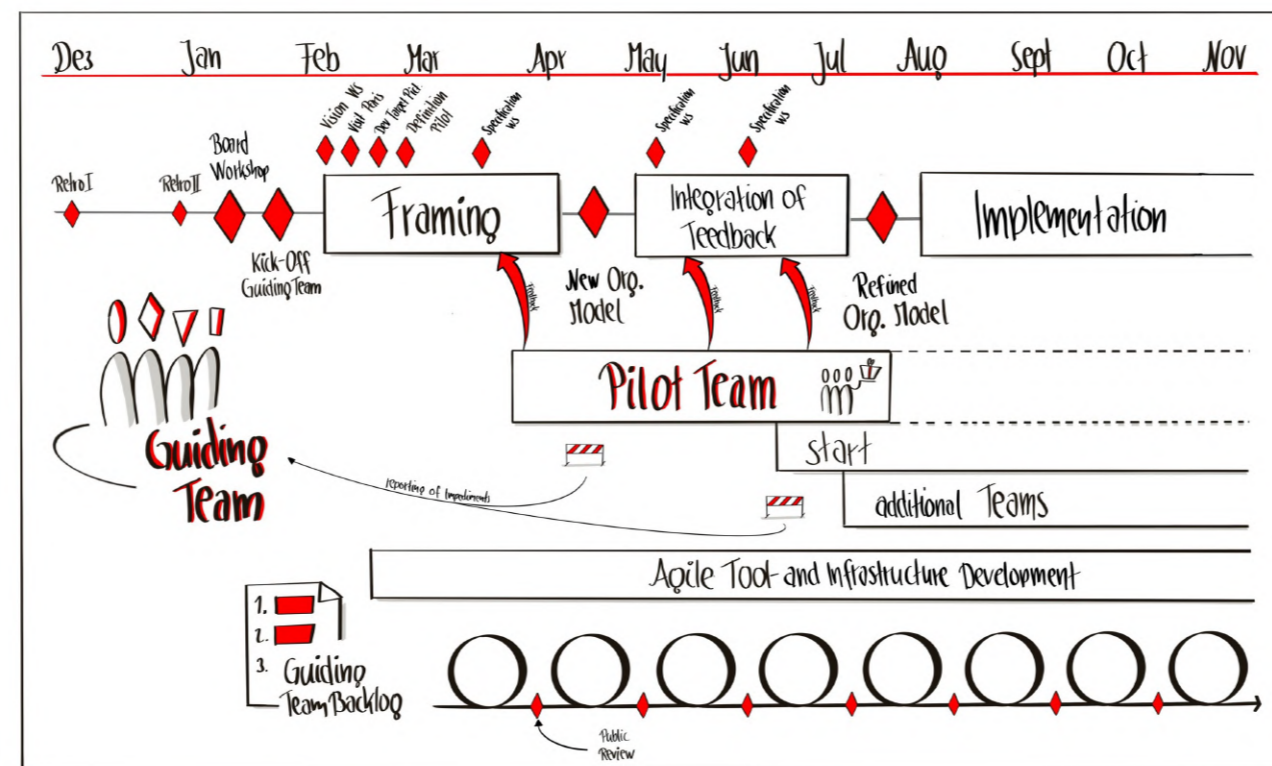 Dez Jan Feb Mar Apr May Jun Jul Aug Sept Oct Nov
Vision WS
Visit Paris
Dev Target Pict.
Definition
Pilot
Specification
WS
Specification
WS
Specification
WS
Retro I
Retro II
Board
Workshop
Kick-Off
Guiding Team
Framing
Integration of
Feedback
Implementation
Feedback
New Org.
Model
Feedback
Feedback
Refined
Org. Model
Pilot Team
Guiding
Team
start
reporting of Impediments
additional Teams
Agile Tool- and Infrastructure Development
1.
2.
3. Guiding
Team Backlog
Public
Review